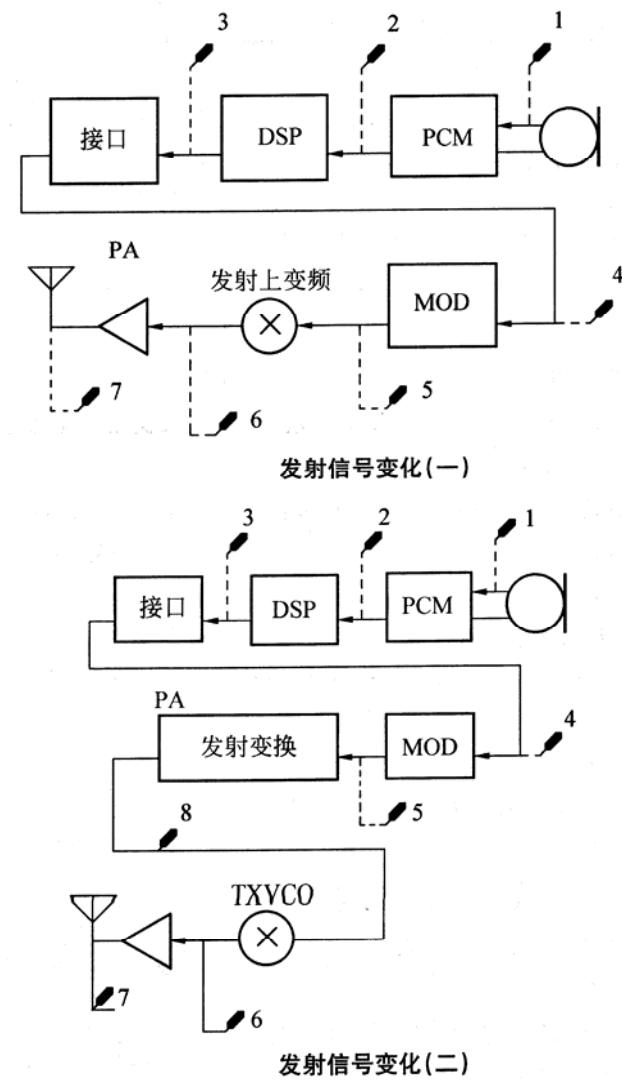 3 2 1
接口 DSP PCM
PA
发射上变频
MOD
4
7 6 5
发射信号变化(一)
3 2 1
接口 DSP PCM
PA
发射变换 MOD
4
8 5
TXVCO
7 6
发射信号变化(二)